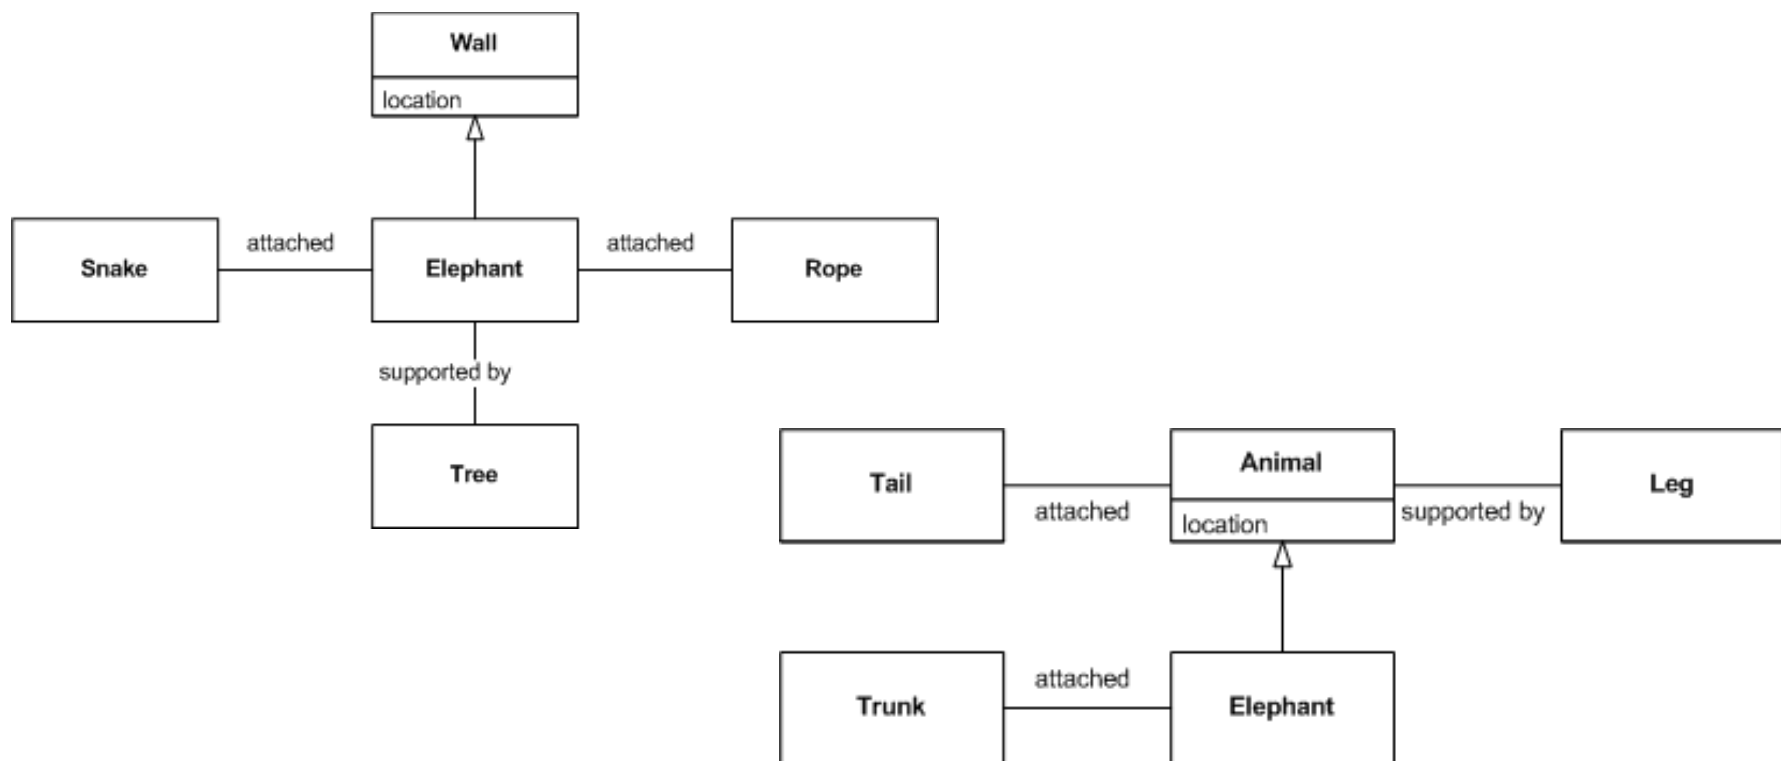 Wall
location
attached
attached
Snake
Elephant
Rope
supported by
Tree
Tail
Animal
Leg
attached
location
supported by
attached
Trunk
Elephant